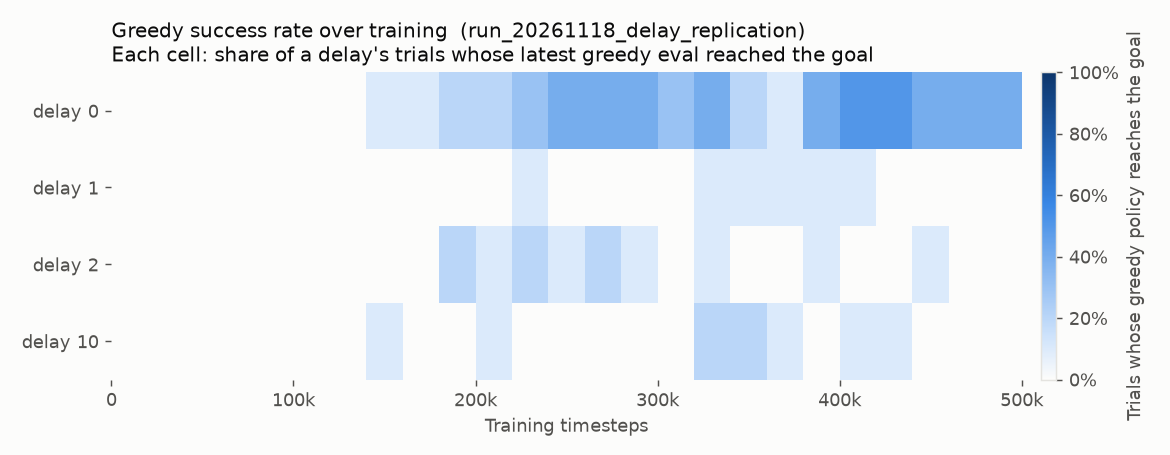 Greedy success rate over training  (run_20261118_delay_replication)
Each cell: share of a delay's trials whose latest greedy eval reached the goal
delay 0
delay 1
delay 2
delay 10
0
100k
200k
300k
400k
500k
Training timesteps
100%
80%
60%
40%
20%
0%
Trials whose greedy policy reaches the goal